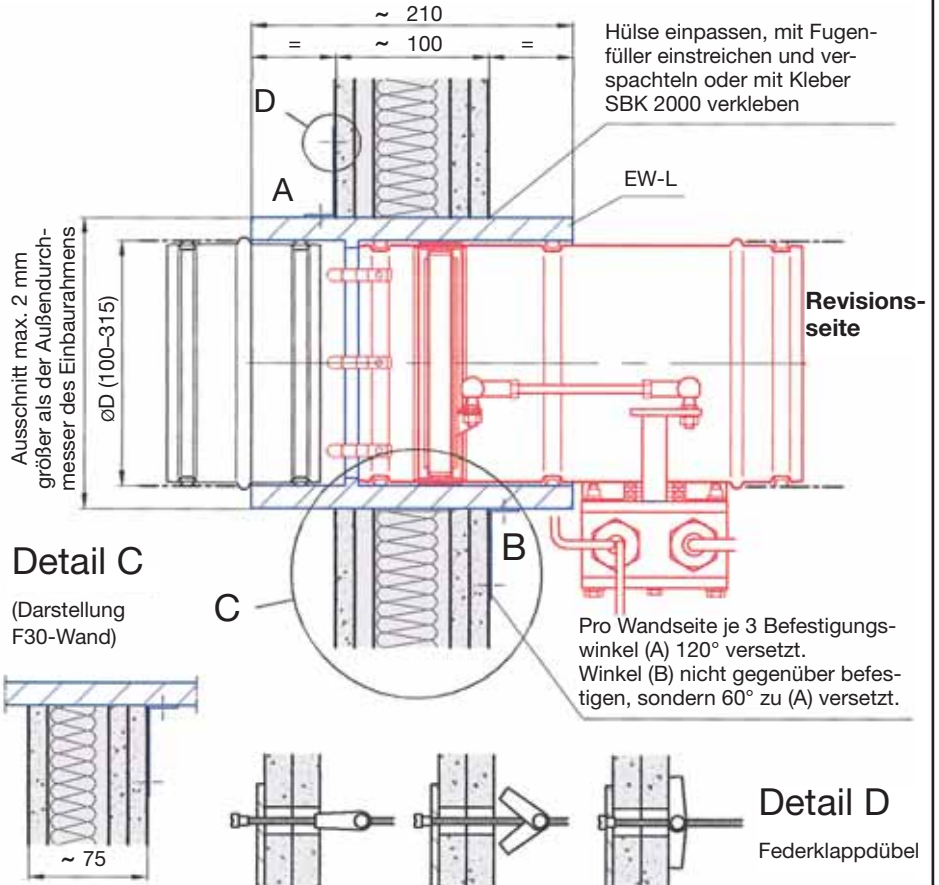 ~ 210
= ~ 100 =
Hülse einpassen, mit Fugen-
füller einstreichen und ver-
spachteln oder mit Kleber
SBK 2000 verkleben
D
A
EW-L
Ausschnitt max. 2 mm
größer als der Außendurch-
messer des Einbaurahmens
⌀D (100–315)
Revisions-
seite
B
C
Detail C
(Darstellung
F30-Wand)
Pro Wandseite je 3 Befestigungs-
winkel (A) 120° versetzt.
Winkel (B) nicht gegenüber befes-
tigen, sondern 60° zu (A) versetzt.
~ 75
Detail D
Federklappdübel